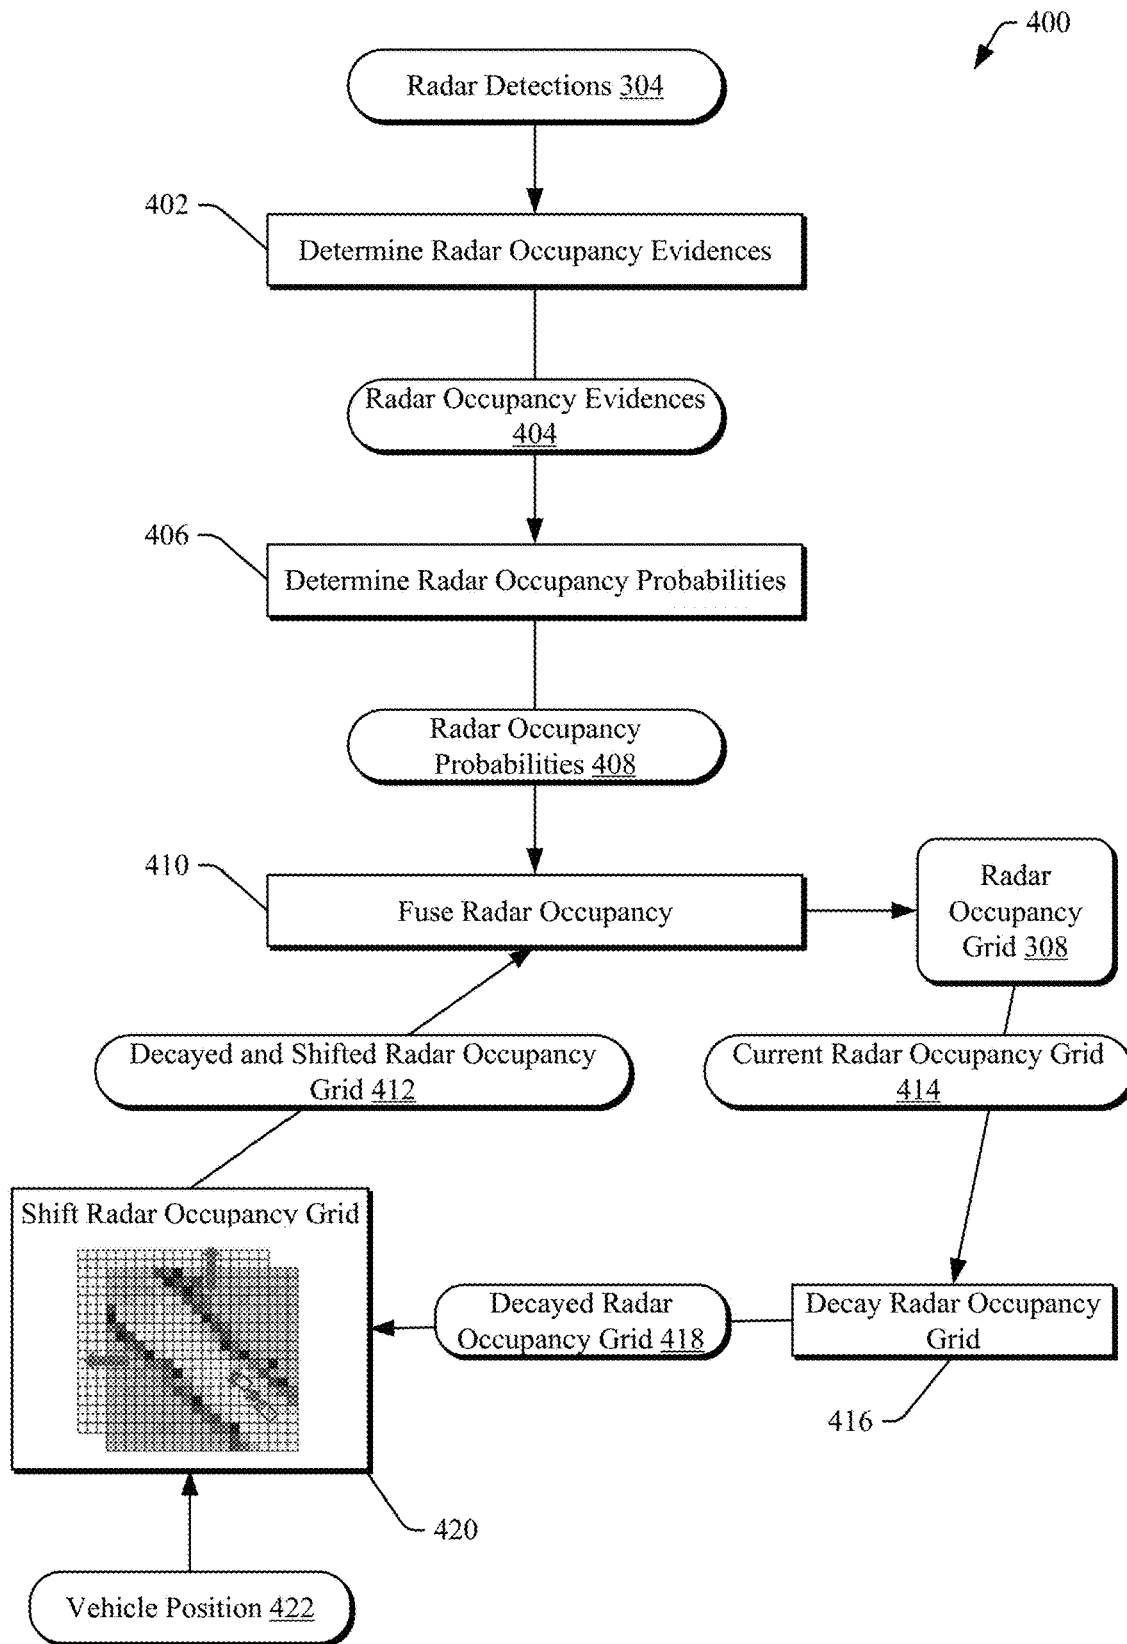 400
Radar Detections 304
402
Determine Radar Occupancy Evidences
Radar Occupancy Evidences
404
406
Determine Radar Occupancy Probabilities
Radar Occupancy
Probabilities 408
410
Fuse Radar Occupancy
Radar
Occupancy
Grid 308
Decayed and Shifted Radar Occupancy
Grid 412
Current Radar Occupancy Grid
414
Shift Radar Occupancy Grid
Decayed Radar
Occupancy Grid 418
Decay Radar Occupancy
Grid
416
420
Vehicle Position 422